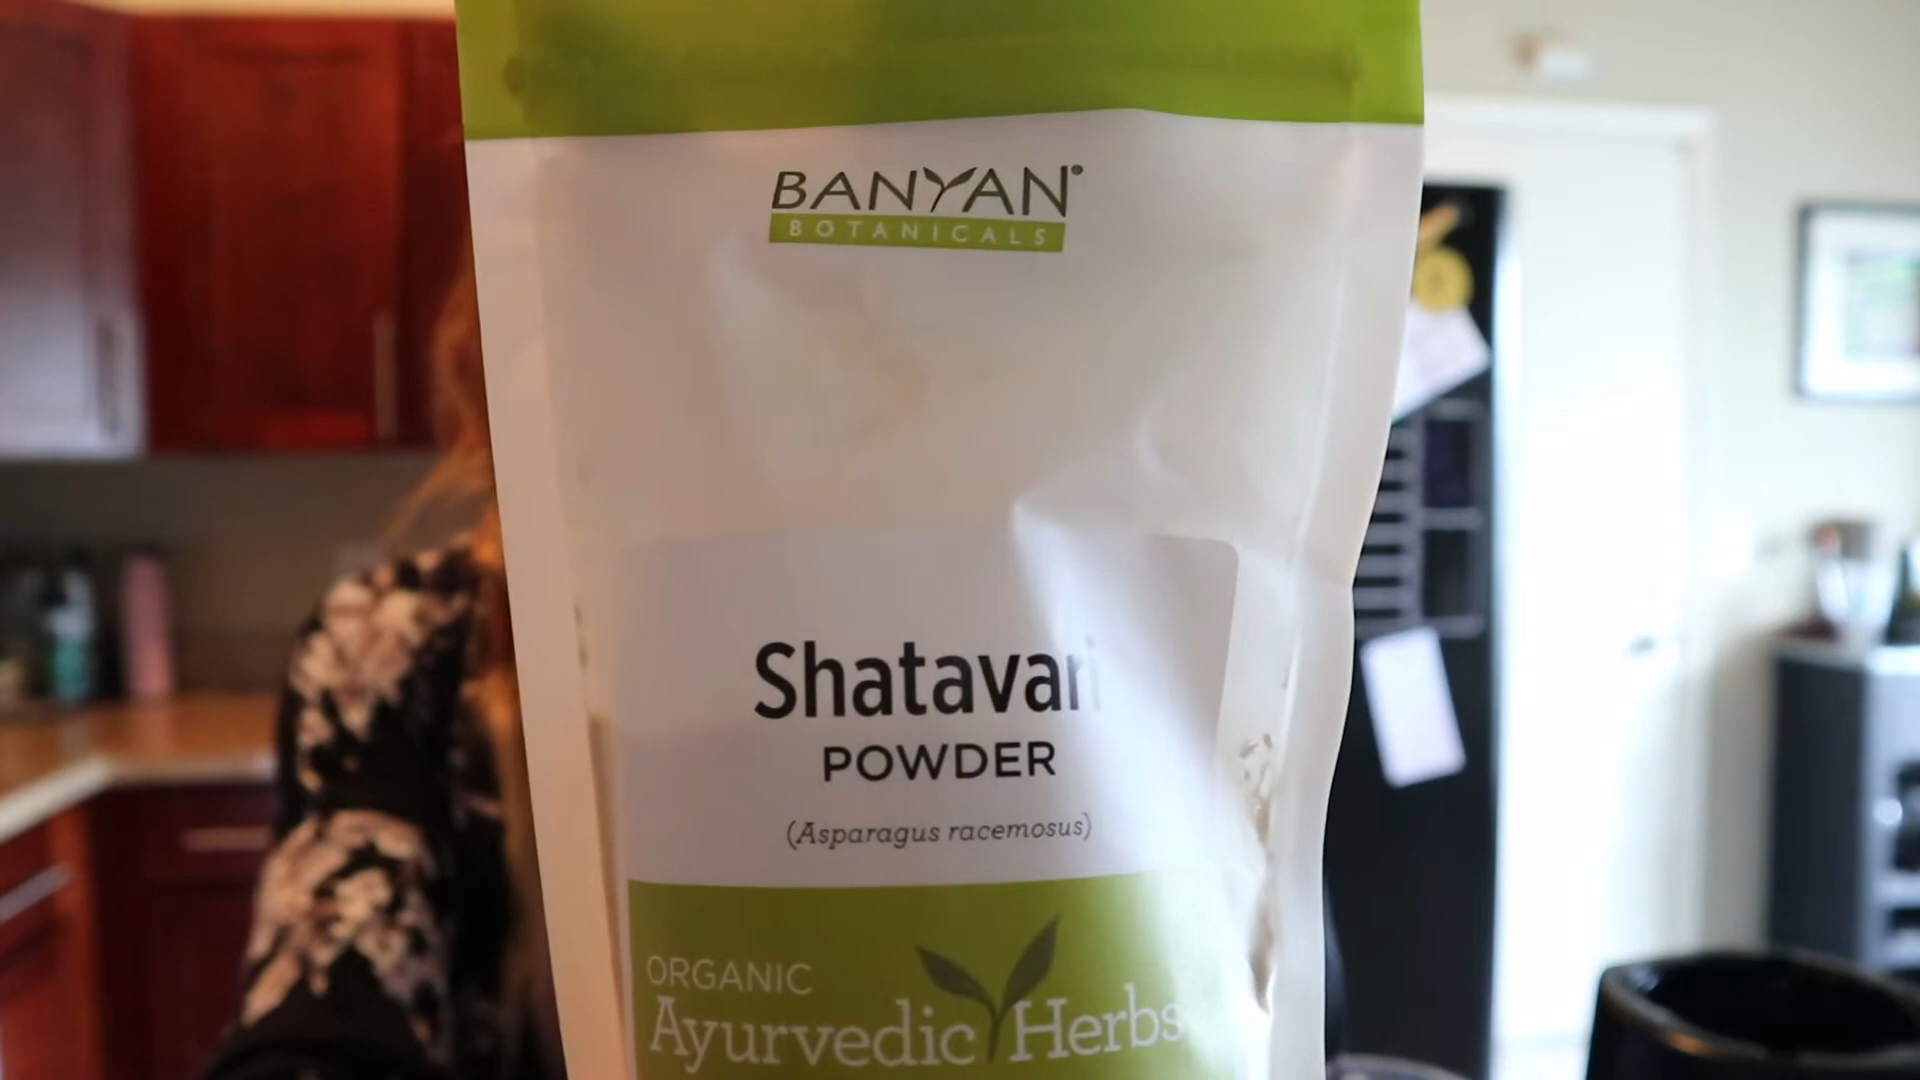 BANYAN
BOTANICALS
Shatavari
POWDER
(Asparagus racemosus)
ORGANIC
Ayurvedic Herbs